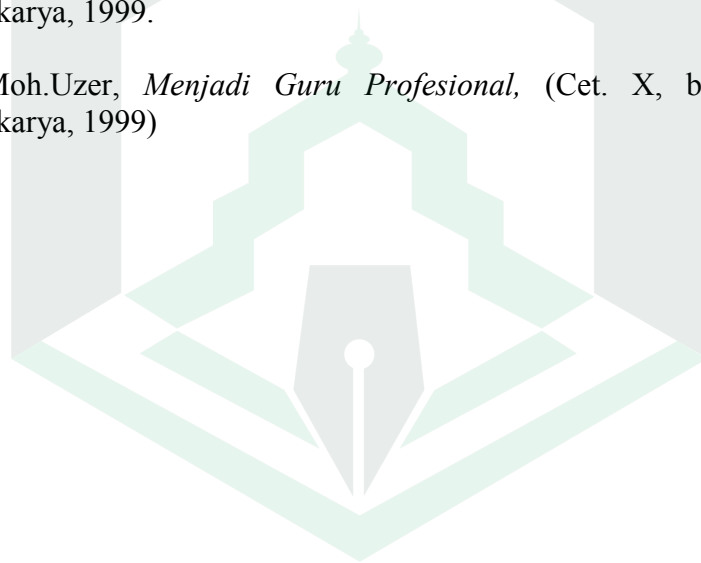 karya, 1999.
Moh.Uzer, Menjadi Guru Profesional, (Cet. X, b
karya, 1999)